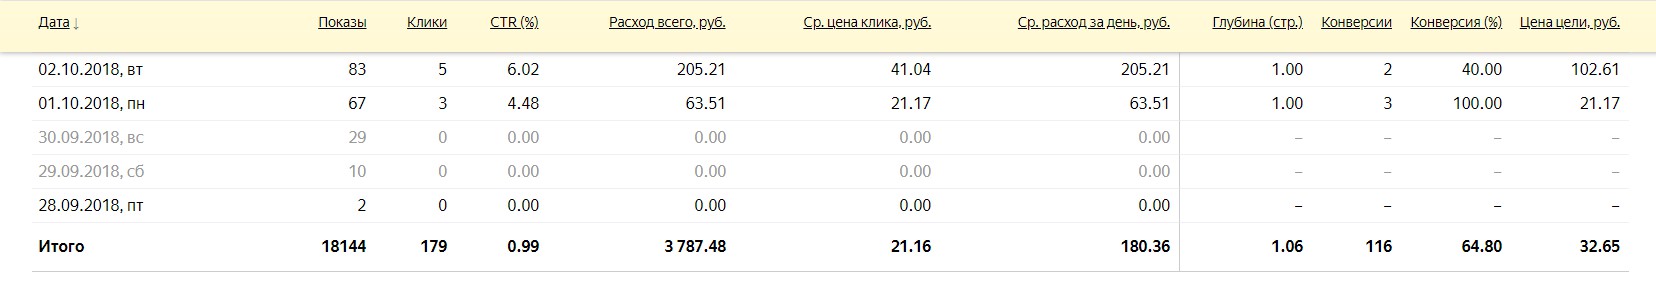 Дата ↓ Показы Клики CTR (%) Расход всего, руб. Ср. цена клика, руб. Ср. расход за день, руб. Глубина (стр.) Конверсии Конверсия (%) Цена цели, руб.
02.10.2018, вт 83 5 6.02 205.21 41.04 205.21 1.00 2 40.00 102.61
01.10.2018, пн 67 3 4.48 63.51 21.17 63.51 1.00 3 100.00 21.17
30.09.2018, вс 29 0 0.00 0.00 0.00 0.00 – – – –
29.09.2018, сб 10 0 0.00 0.00 0.00 0.00 – – – –
28.09.2018, пт 2 0 0.00 0.00 0.00 0.00 – – – –
Итого 18144 179 0.99 3 787.48 21.16 180.36 1.06 116 64.80 32.65